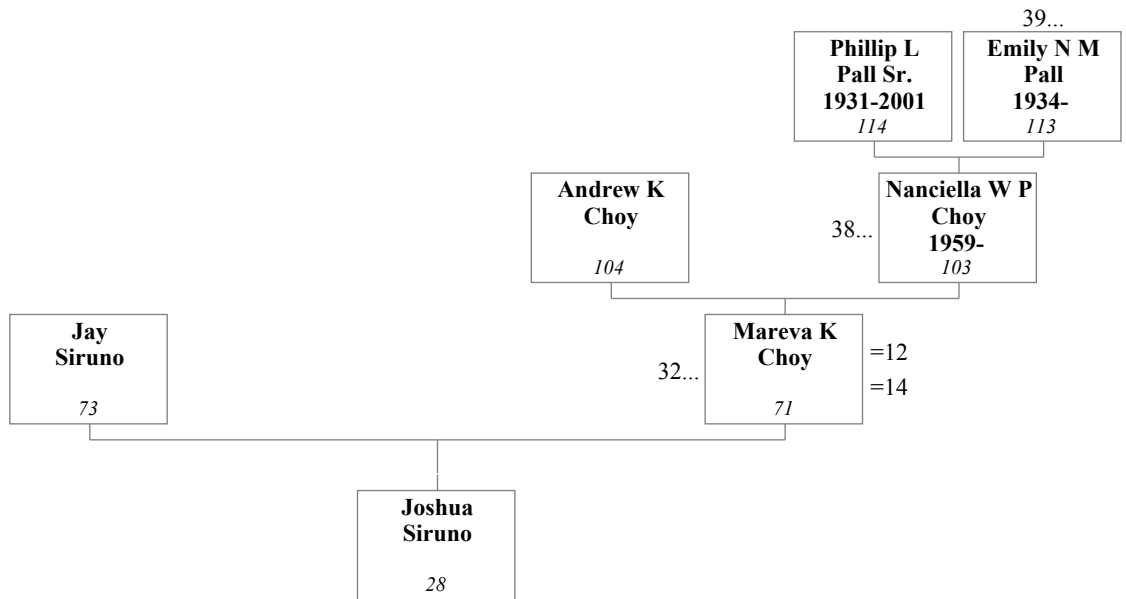 39...
Phillip L
Pall Sr.
1931-2001
114
Emily N M
Pall
1934-
113
Andrew K
Choy
104
38...
Nanciella W P
Choy
1959-
103
Jay
Siruno
73
32...
Mareva K
Choy
71
=12
=14
Joshua
Siruno
28